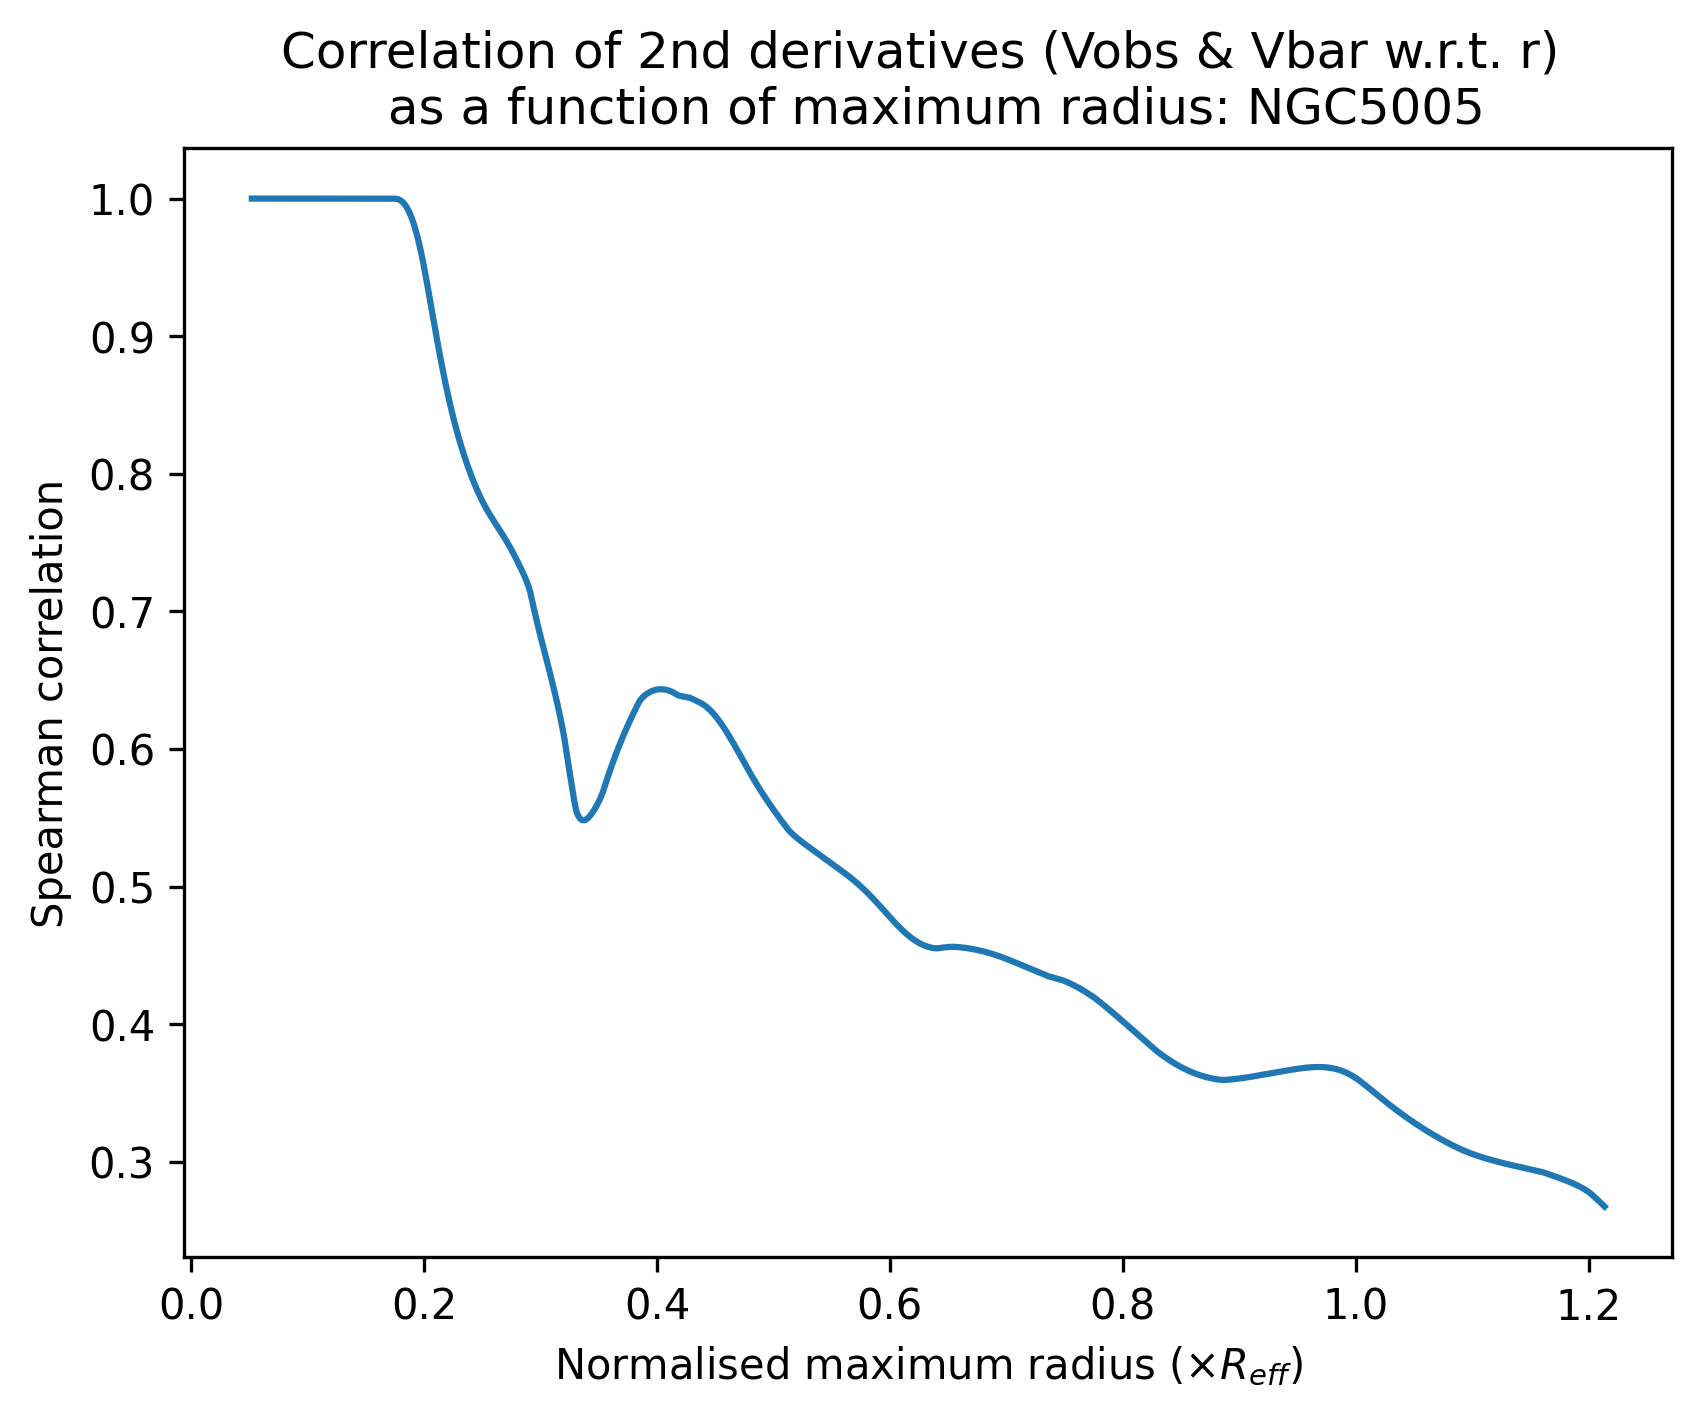 Correlation of 2nd derivatives (Vobs & Vbar w.r.t. r)
as a function of maximum radius: NGC5005
1.0
0.9
0.8
0.7
0.6
0.5
0.4
0.3
Spearman correlation
0.0 0.2 0.4 0.6 0.8 1.0 1.2
Normalised maximum radius (×R_eff)